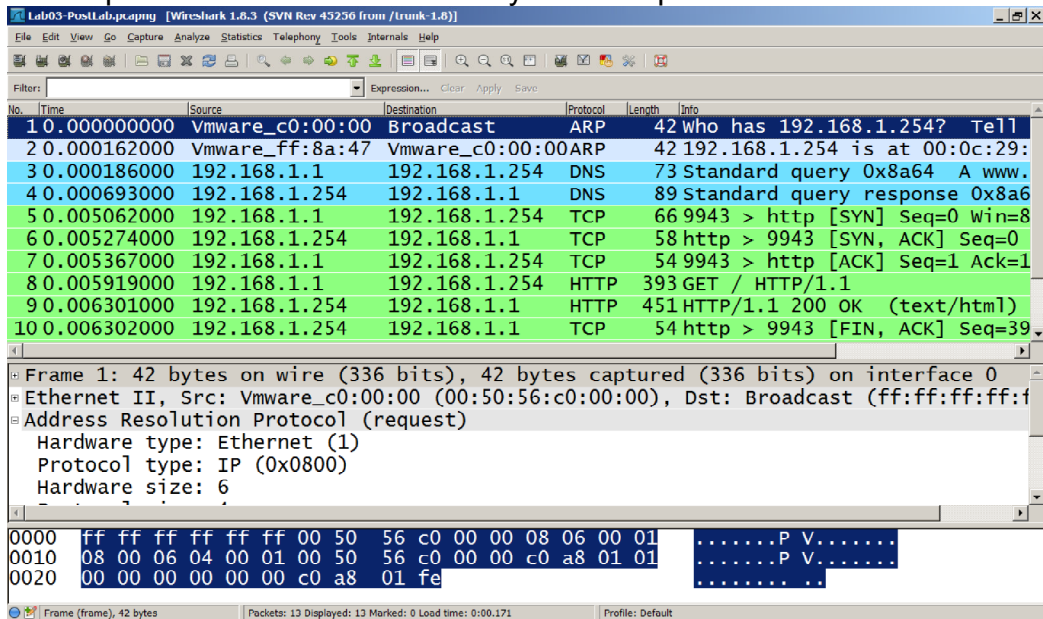 Lab03-PostLab.pcapng [Wireshark 1.8.3 (SVN Rev 45256 from /trunk-1.8)]
File Edit View Go Capture Analyze Statistics Telephony Tools Internals Help
Filter: Expression... Clear Apply Save
No. Time Source Destination Protocol Length Info
1 0.000000000 Vmware_c0:00:00 Broadcast ARP 42 Who has 192.168.1.254? Tell
2 0.000162000 Vmware_ff:8a:47 Vmware_c0:00:00 ARP 42 192.168.1.254 is at 00:0c:29:
3 0.000186000 192.168.1.1 192.168.1.254 DNS 73 Standard query 0x8a64 A www.
4 0.000693000 192.168.1.254 192.168.1.1 DNS 89 Standard query response 0x8a6
5 0.005062000 192.168.1.1 192.168.1.254 TCP 66 9943 > http [SYN] Seq=0 Win=8
6 0.005274000 192.168.1.254 192.168.1.1 TCP 58 http > 9943 [SYN, ACK] Seq=0
7 0.005367000 192.168.1.1 192.168.1.254 TCP 54 9943 > http [ACK] Seq=1 Ack=1
8 0.005919000 192.168.1.1 192.168.1.254 HTTP 393 GET / HTTP/1.1
9 0.006301000 192.168.1.254 192.168.1.1 HTTP 451 HTTP/1.1 200 OK (text/html)
10 0.006302000 192.168.1.254 192.168.1.1 TCP 54 http > 9943 [FIN, ACK] Seq=39
Frame 1: 42 bytes on wire (336 bits), 42 bytes captured (336 bits) on interface 0
Ethernet II, Src: Vmware_c0:00:00 (00:50:56:c0:00:00), Dst: Broadcast (ff:ff:ff:ff:f
Address Resolution Protocol (request)
Hardware type: Ethernet (1)
Protocol type: IP (0x0800)
Hardware size: 6
0000 ff ff ff ff ff ff 00 50 56 c0 00 00 08 06 00 01 .......P V.......
0010 08 00 06 04 00 01 00 50 56 c0 00 00 c0 a8 01 01 .......P V.......
0020 00 00 00 00 00 00 c0 a8 01 fe ........ ..
Frame (frame), 42 bytes Packets: 13 Displayed: 13 Marked: 0 Load time: 0:00.171 Profile: Default